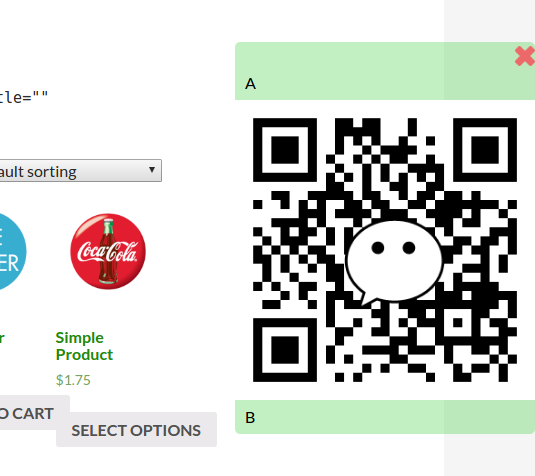 A
tle=""
ault sorting
ER
Coca-Cola
r
Simple
Product
$1.75
O CART
SELECT OPTIONS
B